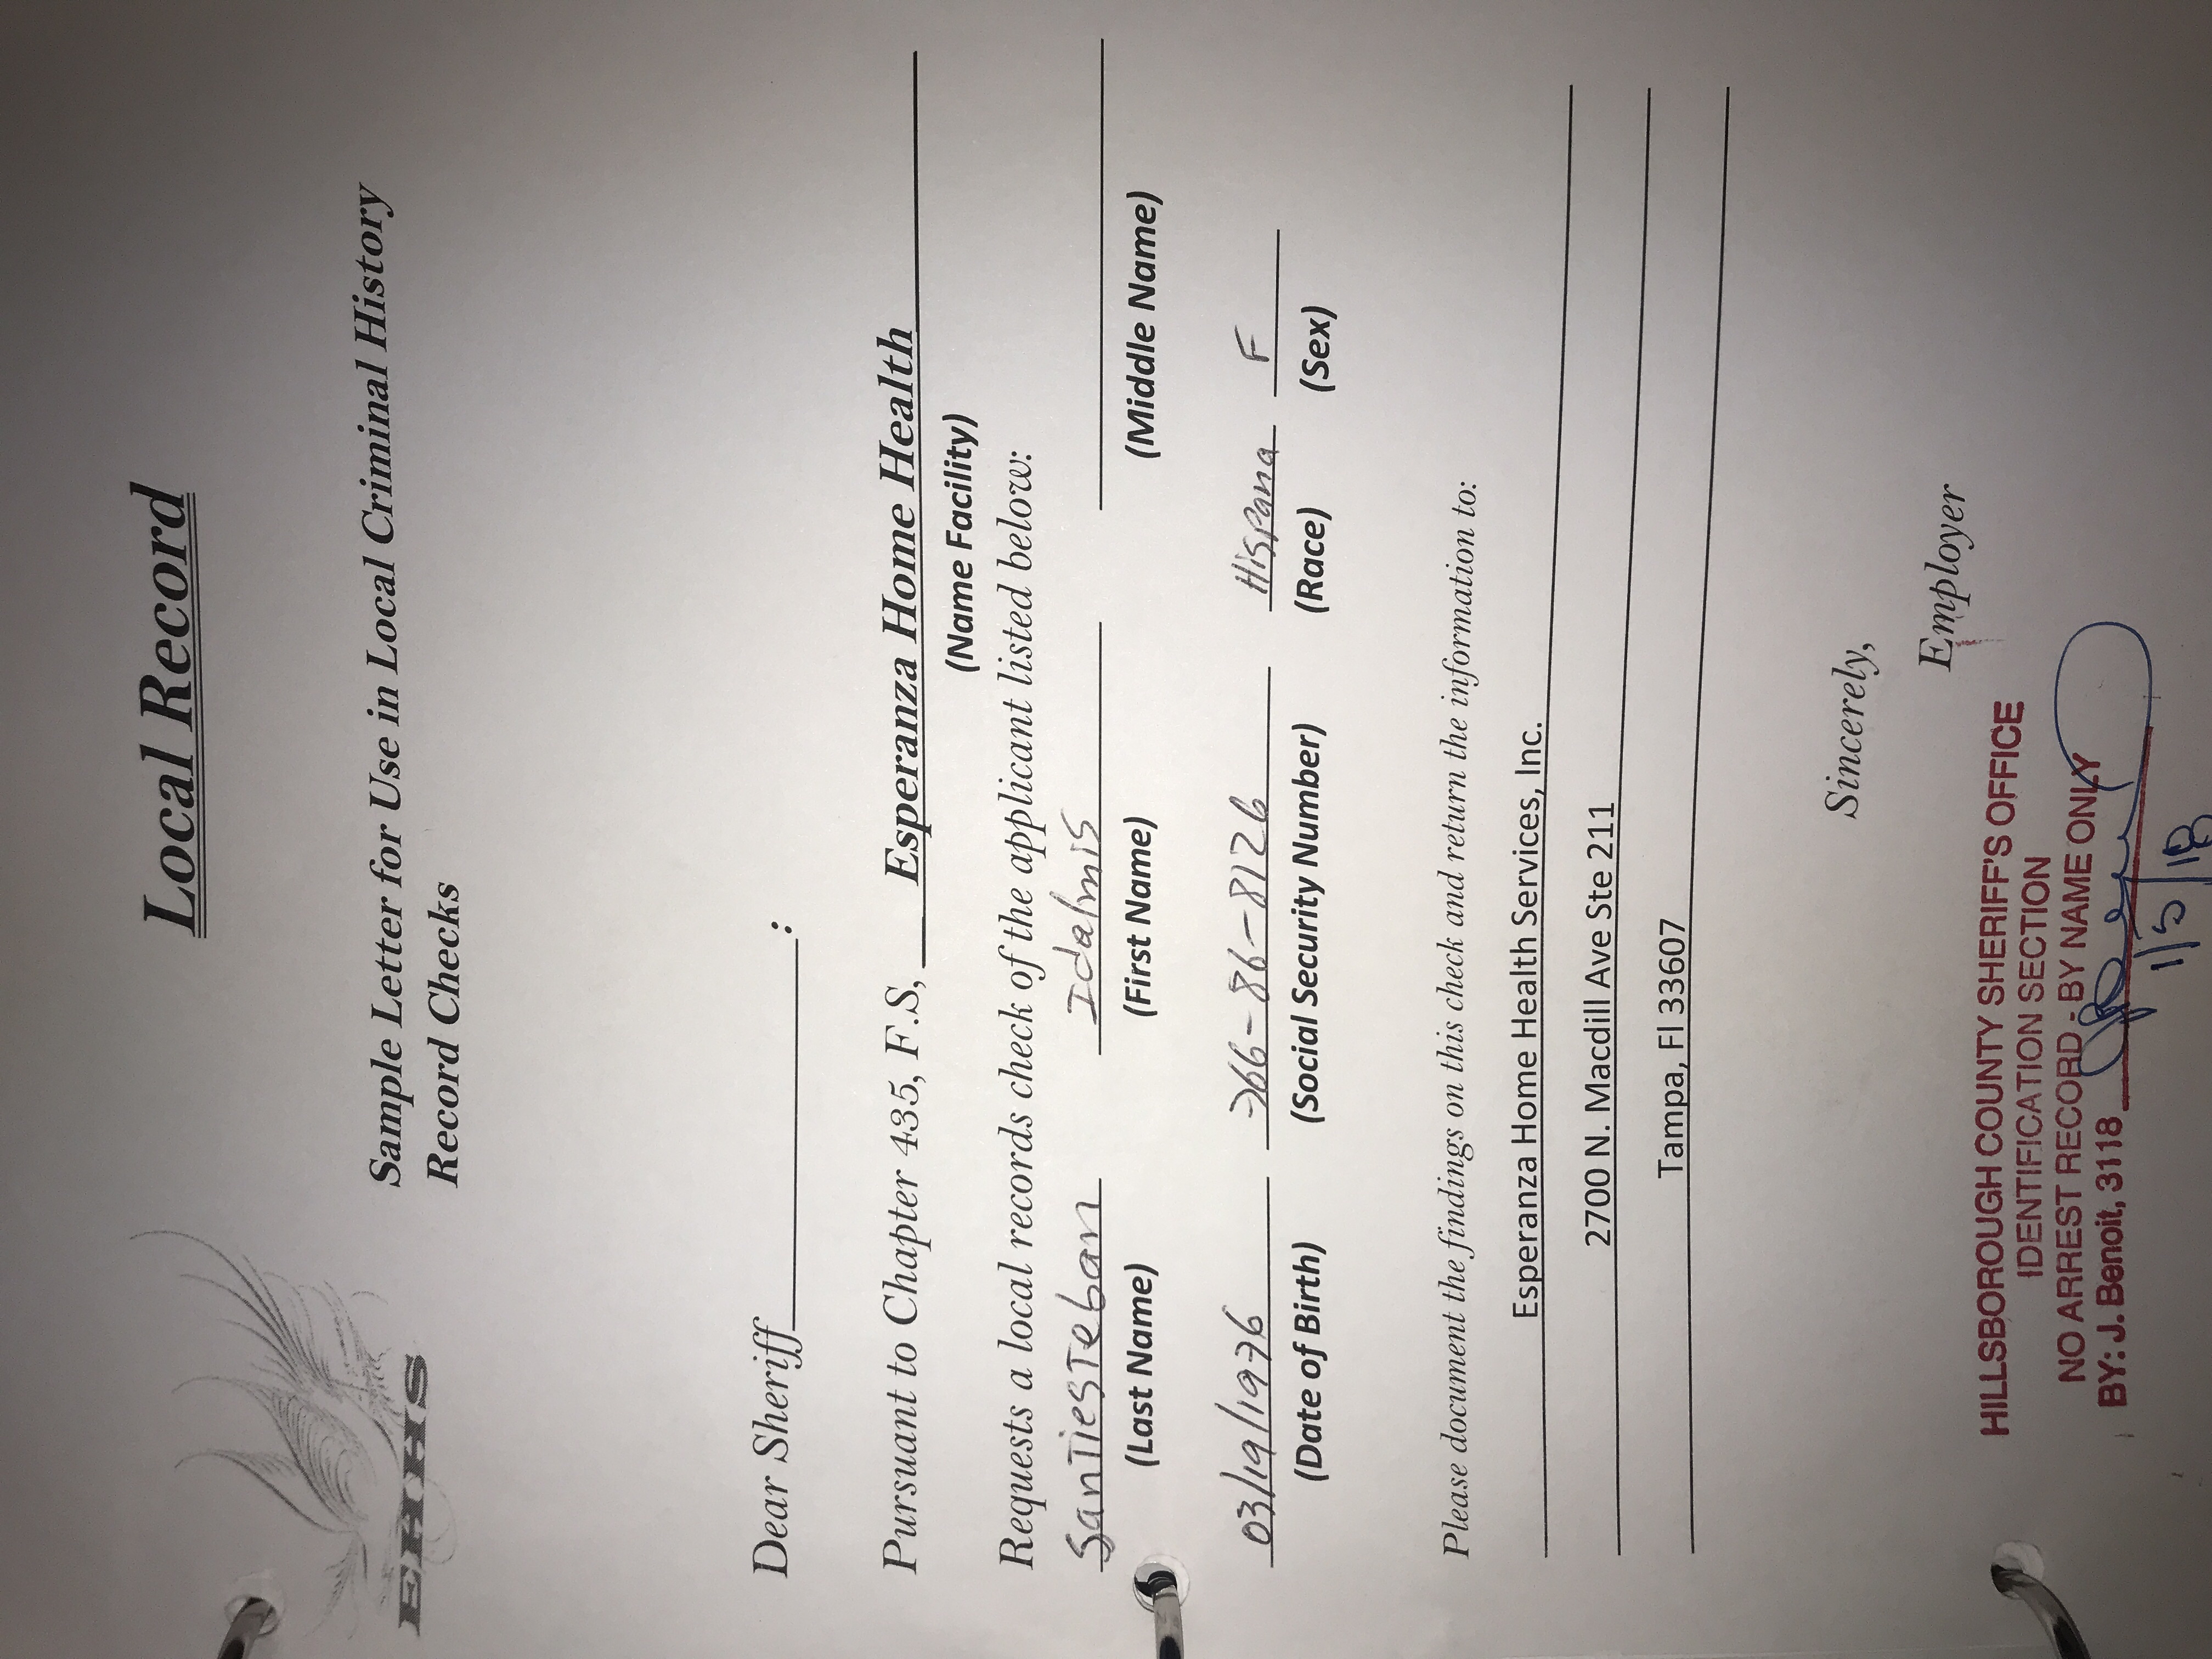 Local Record
EHHS
Sample Letter for Use in Local Criminal History
Record Checks
Dear Sheriff____________:
Pursuant to Chapter 435, F.S, Esperanza Home Health
(Name Facility)
Requests a local records check of the applicant listed below:
SanTiesTeban Idalmis
(Last Name) (First Name) (Middle Name)
03/19/1976 766-86-8126 Hispana F
(Date of Birth) (Social Security Number) (Race) (Sex)
Please document the findings on this check and return the information to:
Esperanza Home Health Services, Inc.
2700 N. Macdill Ave Ste 211
Tampa, Fl 33607
Sincerely,
Employer
HILLSBOROUGH COUNTY SHERIFF'S OFFICE
IDENTIFICATION SECTION
NO ARREST RECORD - BY NAME ONLY
BY: J. Benoit, 3118
1/5/18